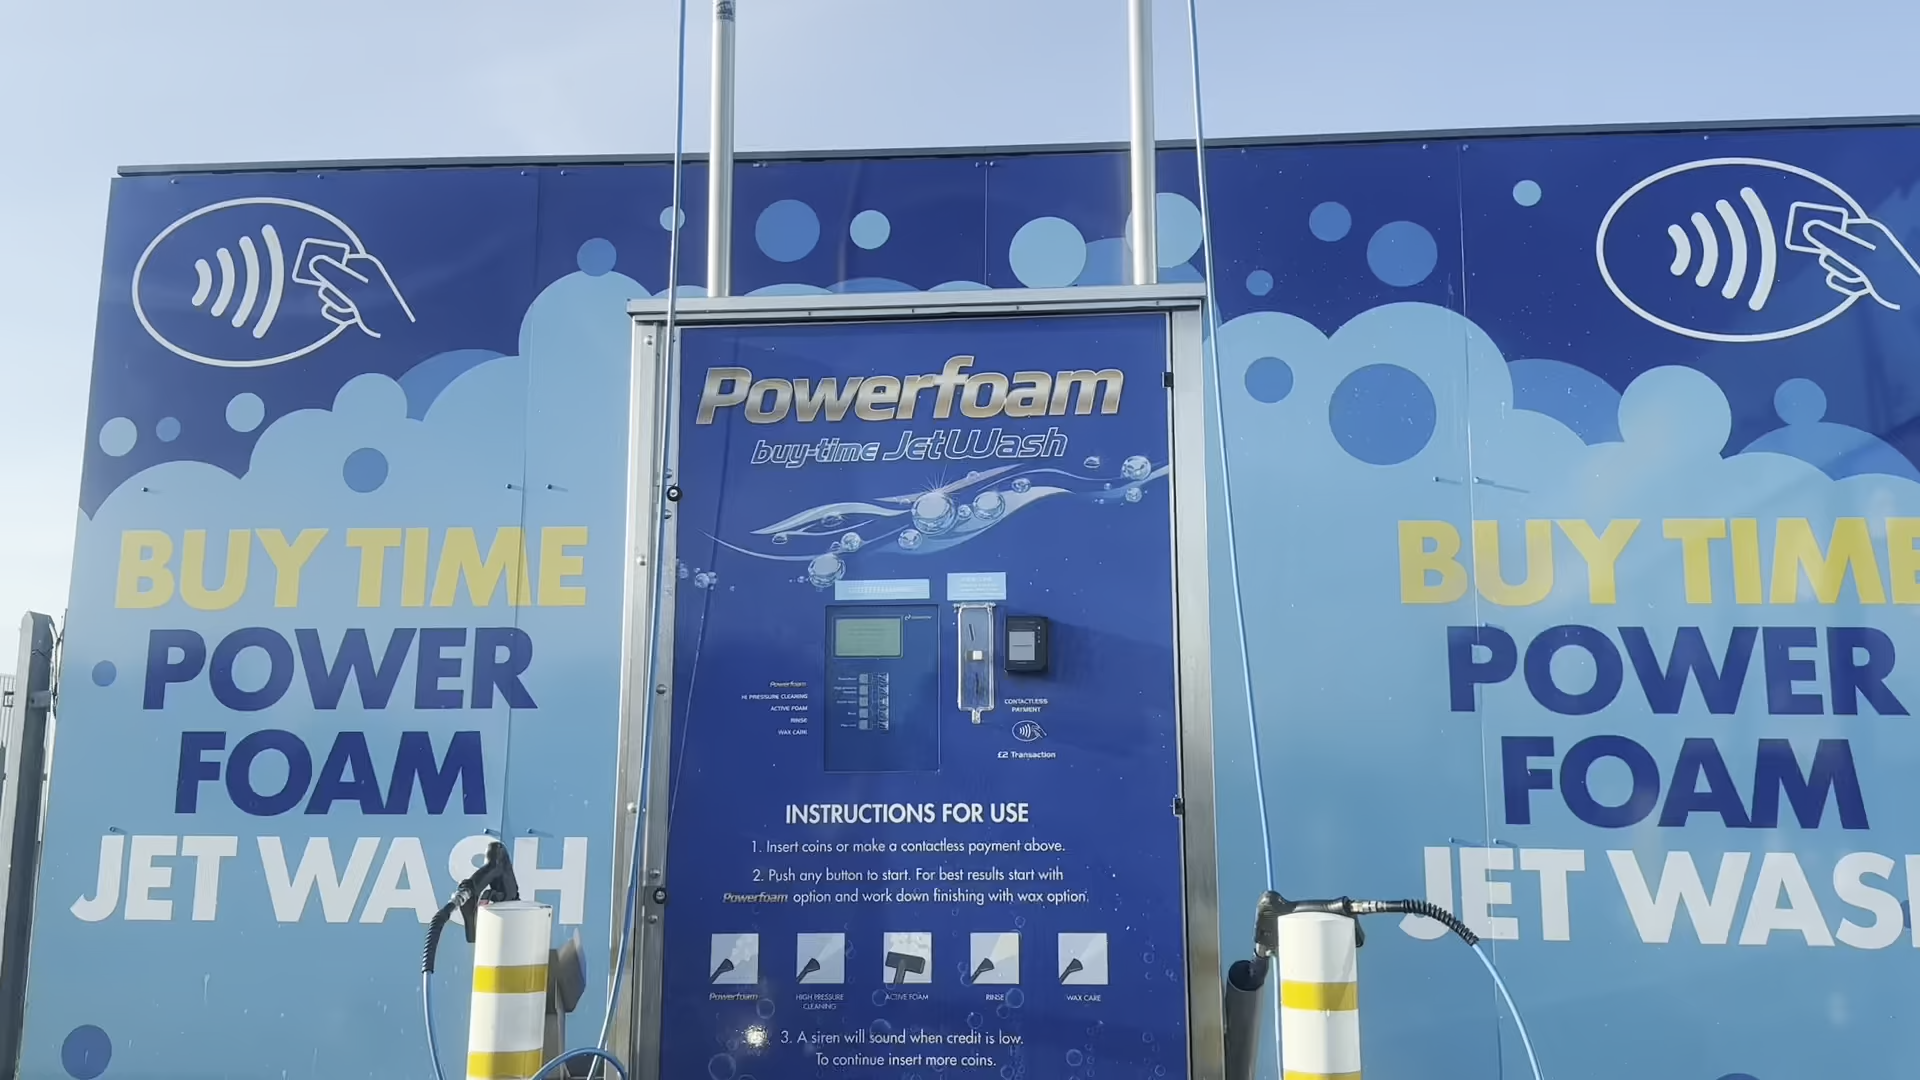 BUY TIME
POWER
FOAM
JET WASH
Powerfoam
buy-time JetWash
Powerfoam
HI PRESSURE CLEANING
ACTIVE FOAM
RINSE
WAX CARE
CONTACTLESS
PAYMENT
£2 Transaction
INSTRUCTIONS FOR USE
1. Insert coins or make a contactless payment above.
2. Push any button to start. For best results start with
Powerfoam option and work down finishing with wax option.
Powerfoam
HIGH PRESSURE
CLEANING
ACTIVE FOAM
RINSE
WAX CARE
3. A siren will sound when credit is low.
To continue insert more coins.
BUY TIME
POWER
FOAM
JET WAS